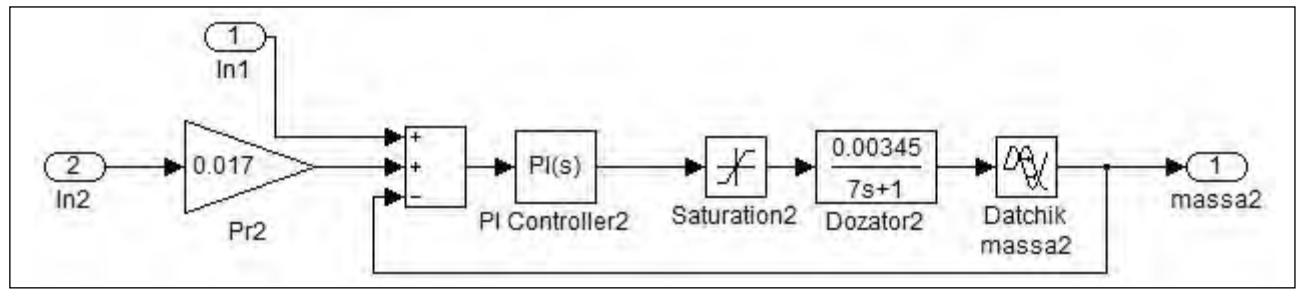 1
In1
2
In2
0.017
Pr2
+
+
−
PI(s)
PI Controller2
Saturation2
0.00345
7s+1
Dozator2
Datchik
massa2
1
massa2